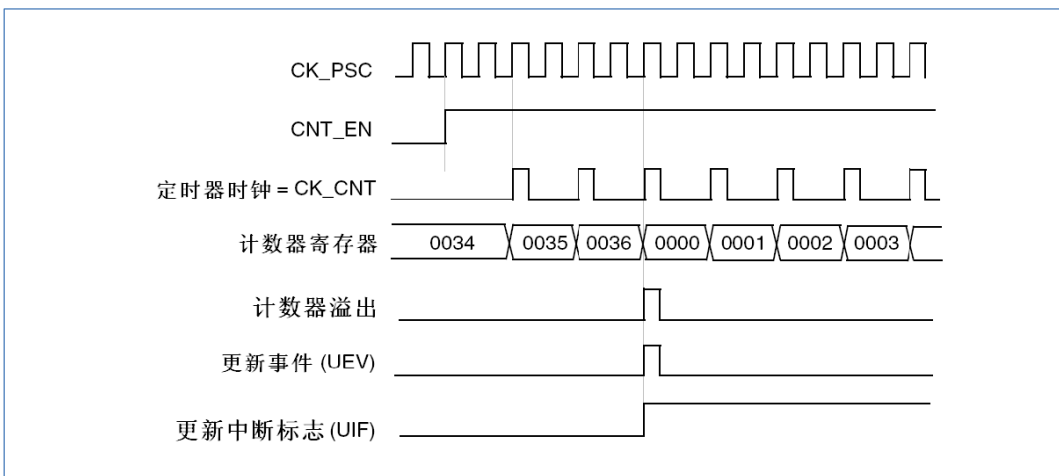 CK_PSC
CNT_EN
定时器时钟 = CK_CNT
计数器寄存器 0034 0035 0036 0000 0001 0002 0003
计数器溢出
更新事件 (UEV)
更新中断标志 (UIF)